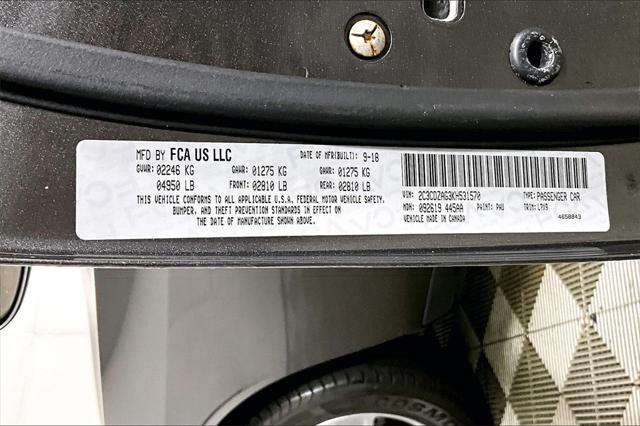 MFD BY FCA US LLC DATE OF MFR(BUILT): 9-18
GVWR: 02246 KG GAWR: 01275 KG GAWR: 01275 KG
04950 LB FRONT: 02810 LB REAR: 02810 LB
THIS VEHICLE CONFORMS TO ALL APPLICABLE U.S.A. FEDERAL MOTOR VEHICLE SAFETY,
BUMPER, AND THEFT PREVENTION STANDARDS IN EFFECT ON
THE DATE OF MANUFACTURE SHOWN ABOVE.
VIN: 2C3CDZAG3KH531570 TYPE: PASSENGER CAR
MDH: 092619 445AA PAINT: PAU TRIM: L7X9
VEHICLE MADE IN CANADA 4658843